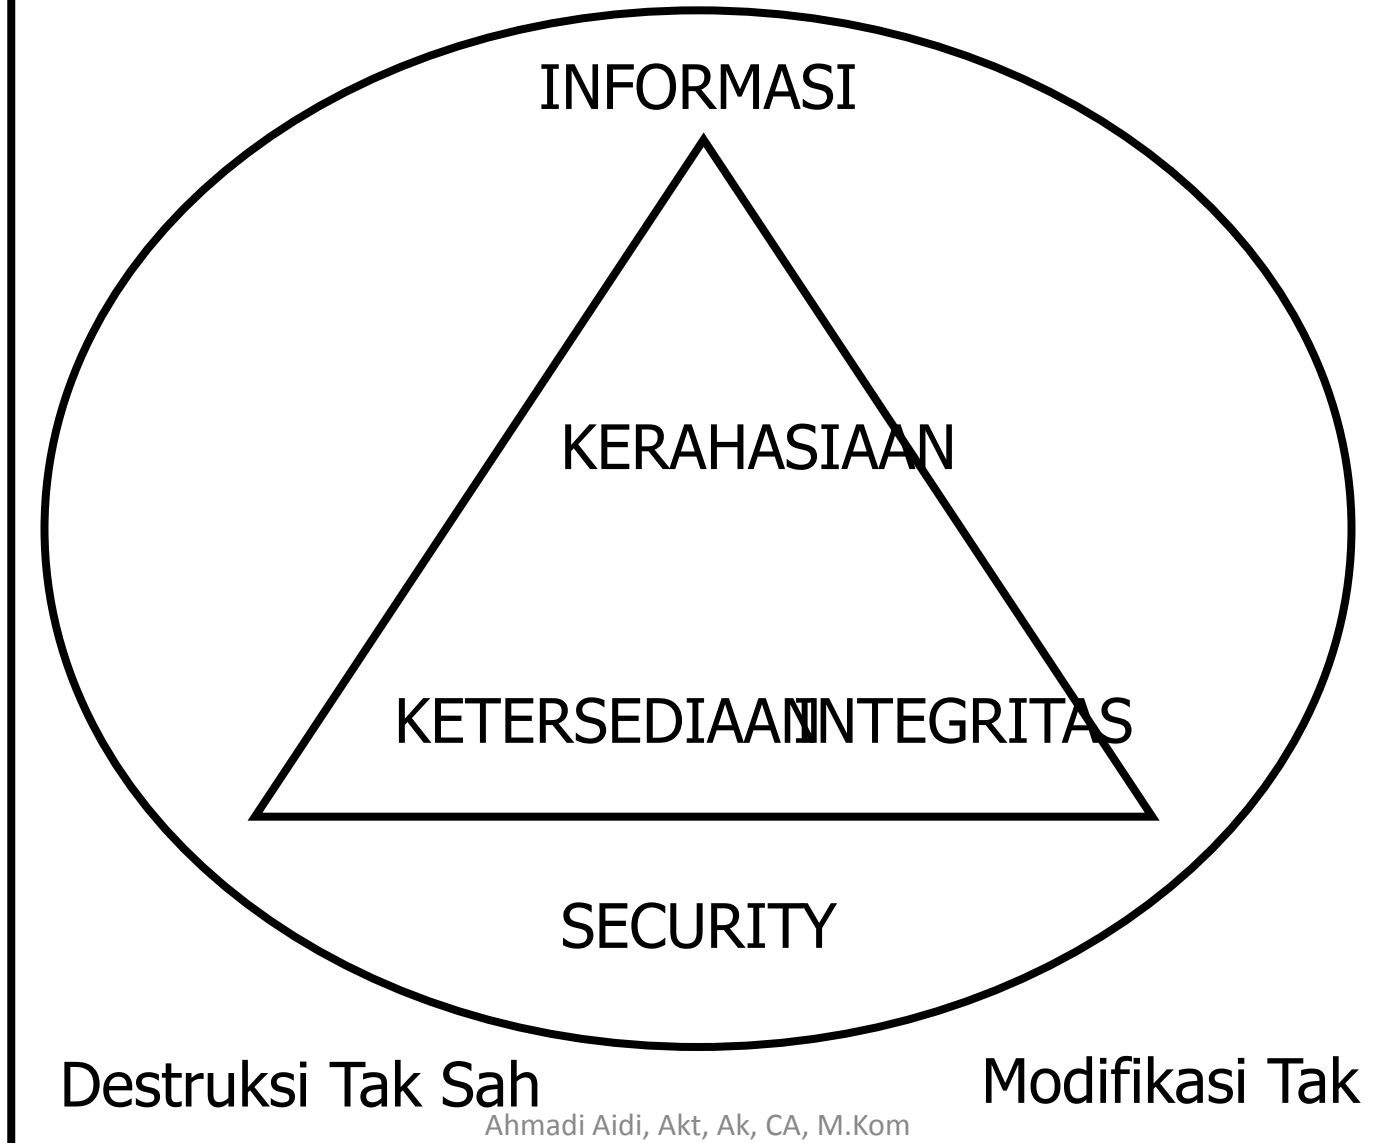 INFORMASI
KERAHASIAAN
KETERSEDIAAN INTEGRITAS
SECURITY
Destruksi Tak Sah Modifikasi Tak
Ahmadi Aidi, Akt, Ak, CA, M.Kom